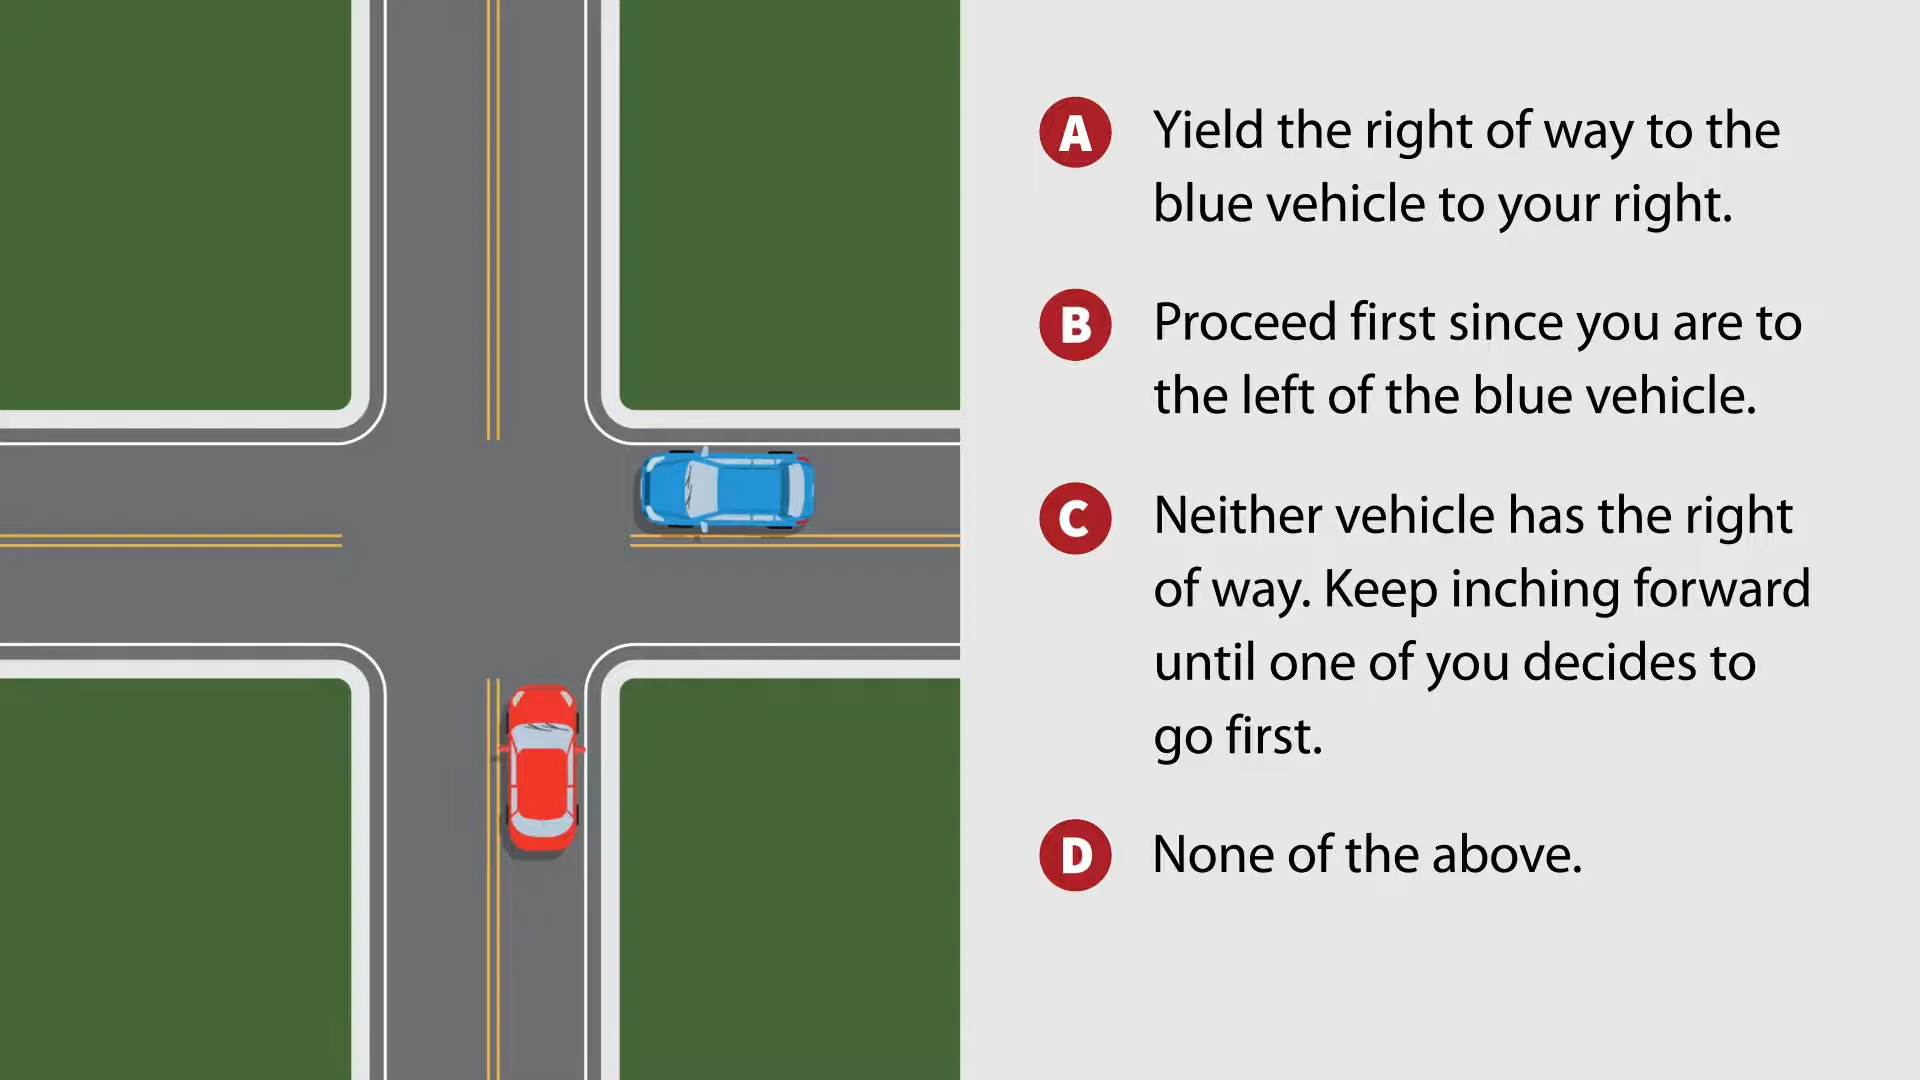 A Yield the right of way to the
blue vehicle to your right.
B Proceed first since you are to
the left of the blue vehicle.
C Neither vehicle has the right
of way. Keep inching forward
until one of you decides to
go first.
D None of the above.